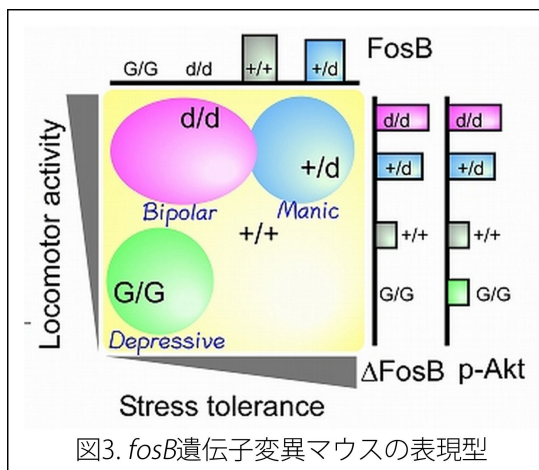 FosB
G/G d/d +/+ +/d
d/d
+/d
Bipolar Manic
+/+
G/G
Depressive
Locomotor activity
Stress tolerance
d/d d/d
+/d +/d
+/+ +/+
G/G G/G
ΔFosB p-Akt
図3. fosB遺伝子変異マウスの表現型